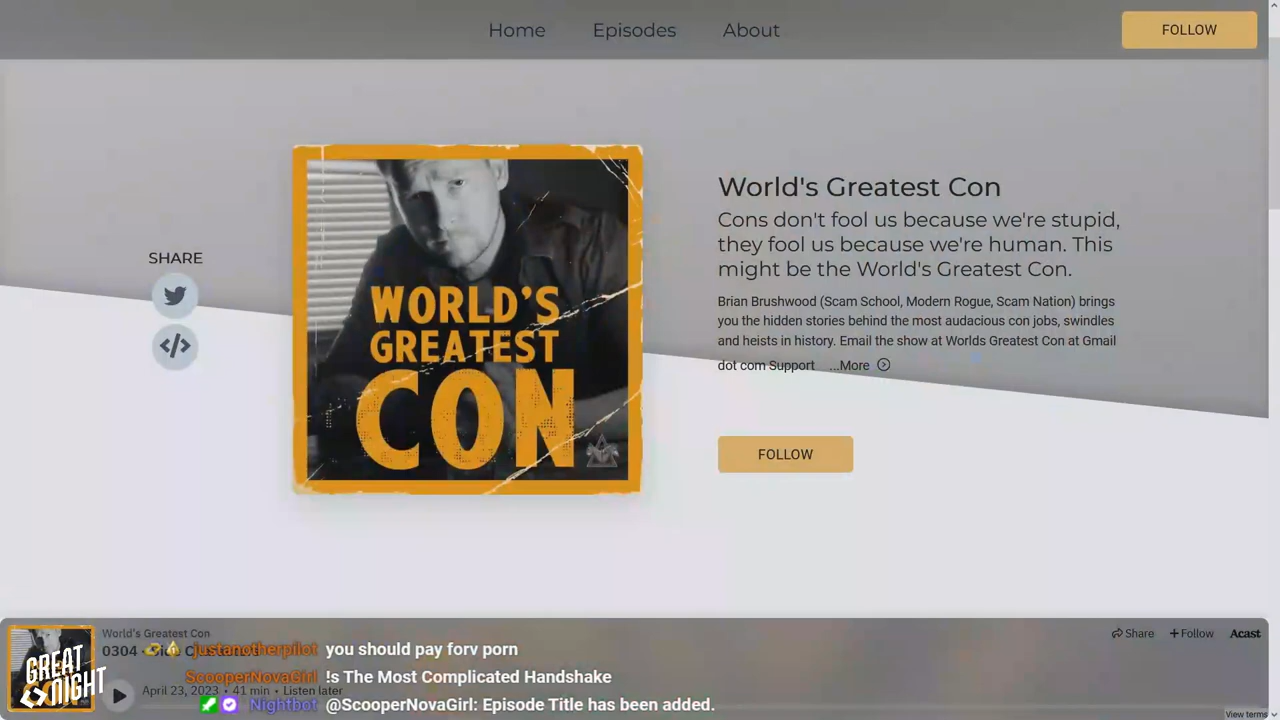 Home Episodes About
FOLLOW
SHARE
WORLD'S
GREATEST
CON
World's Greatest Con
Cons don't fool us because we're stupid,
they fool us because we're human. This
might be the World's Greatest Con.
Brian Brushwood (Scam School, Modern Rogue, Scam Nation) brings
you the hidden stories behind the most audacious con jobs, swindles
and heists in history. Email the show at Worlds Greatest Con at Gmail
dot com Support ...More
FOLLOW
World's Greatest Con
Share + Follow Acast
justanotherpilot you should pay forv porn
0304
ScooperNovaGirl !s The Most Complicated Handshake
April 23, 2023 • 41 min • Listen later
Nightbot @ScooperNovaGirl: Episode Title has been added.
GREAT
NIGHT
View terms